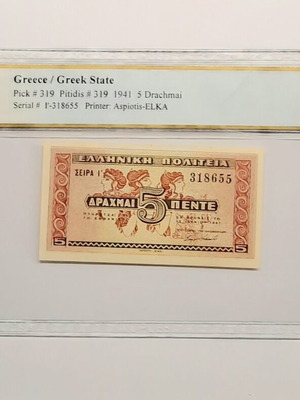 Greece / Greek State
Pick # 319 Pitidis # 319 1941 5 Drachmai
Serial # Γ-318655 Printer: Aspiotis-ELKA
ΕΛΛΗΝΙΚΗ ΠΟΛΙΤΕΙΑ
ΣΕΙΡΑ Γ
318655
ΔΡΑΧΜΑΙ 5 ΠΕΝΤΕ
5 5